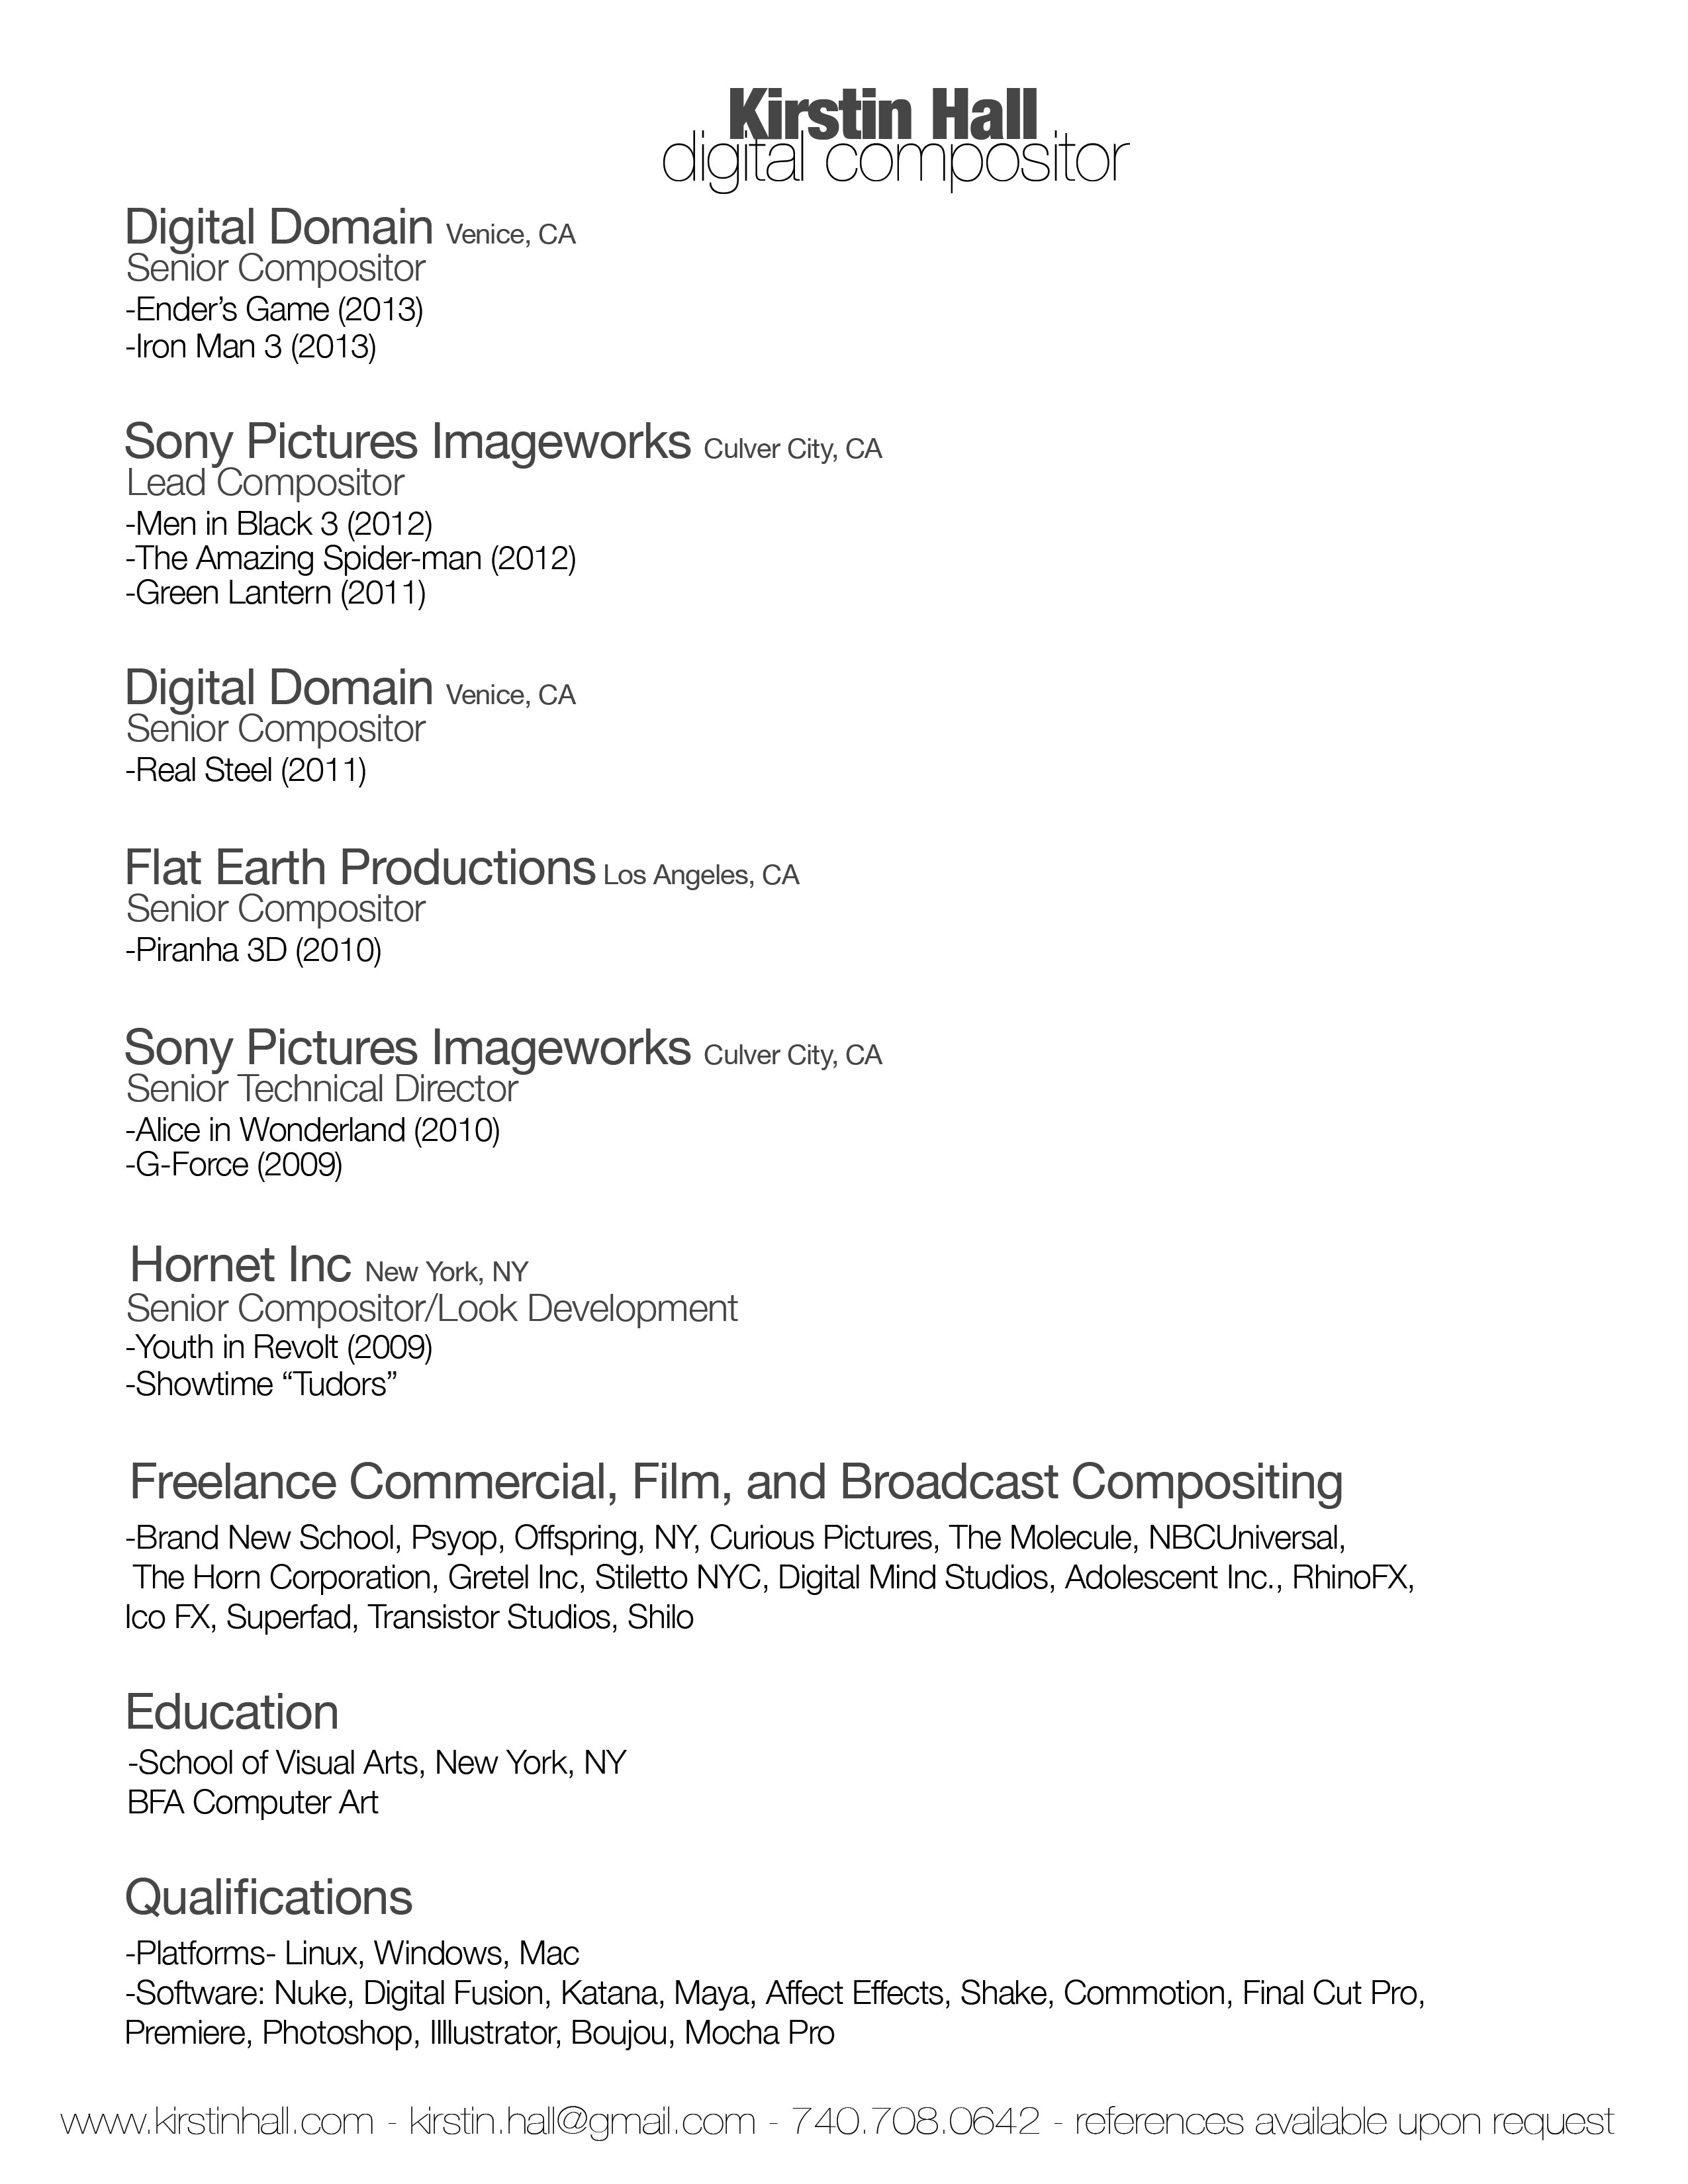 Kirstin Hall
digital compositor
Digital Domain Venice, CA
Senior Compositor
-Ender’s Game (2013)
-Iron Man 3 (2013)
Sony Pictures Imageworks Culver City, CA
Lead Compositor
-Men in Black 3 (2012)
-The Amazing Spider-man (2012)
-Green Lantern (2011)
Digital Domain Venice, CA
Senior Compositor
-Real Steel (2011)
Flat Earth Productions Los Angeles, CA
Senior Compositor
-Piranha 3D (2010)
Sony Pictures Imageworks Culver City, CA
Senior Technical Director
-Alice in Wonderland (2010)
-G-Force (2009)
Hornet Inc New York, NY
Senior Compositor/Look Development
-Youth in Revolt (2009)
-Showtime “Tudors”
Freelance Commercial, Film, and Broadcast Compositing
-Brand New School, Psyop, Offspring, NY, Curious Pictures, The Molecule, NBCUniversal,
The Horn Corporation, Gretel Inc, Stiletto NYC, Digital Mind Studios, Adolescent Inc., RhinoFX,
Ico FX, Superfad, Transistor Studios, Shilo
Education
-School of Visual Arts, New York, NY
BFA Computer Art
Qualifications
-Platforms- Linux, Windows, Mac
-Software: Nuke, Digital Fusion, Katana, Maya, Affect Effects, Shake, Commotion, Final Cut Pro,
Premiere, Photoshop, Illlustrator, Boujou, Mocha Pro
www.kirstinhall.com - kirstin.hall@gmail.com - 740.708.0642 - references available upon request